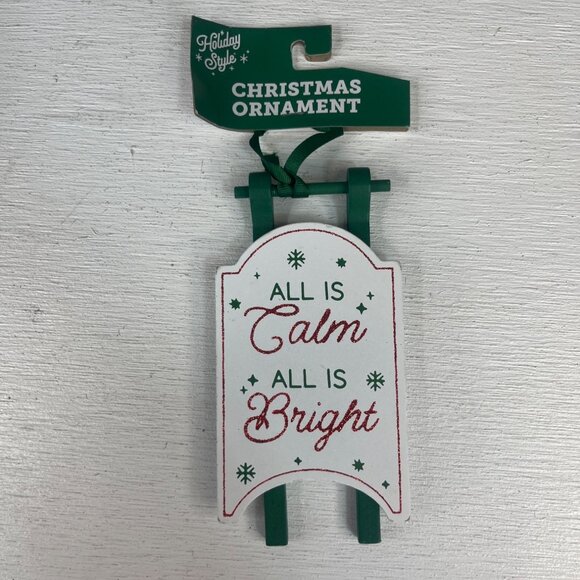 Holiday
Style
CHRISTMAS
ORNAMENT
ALL IS
Calm
ALL IS
Bright